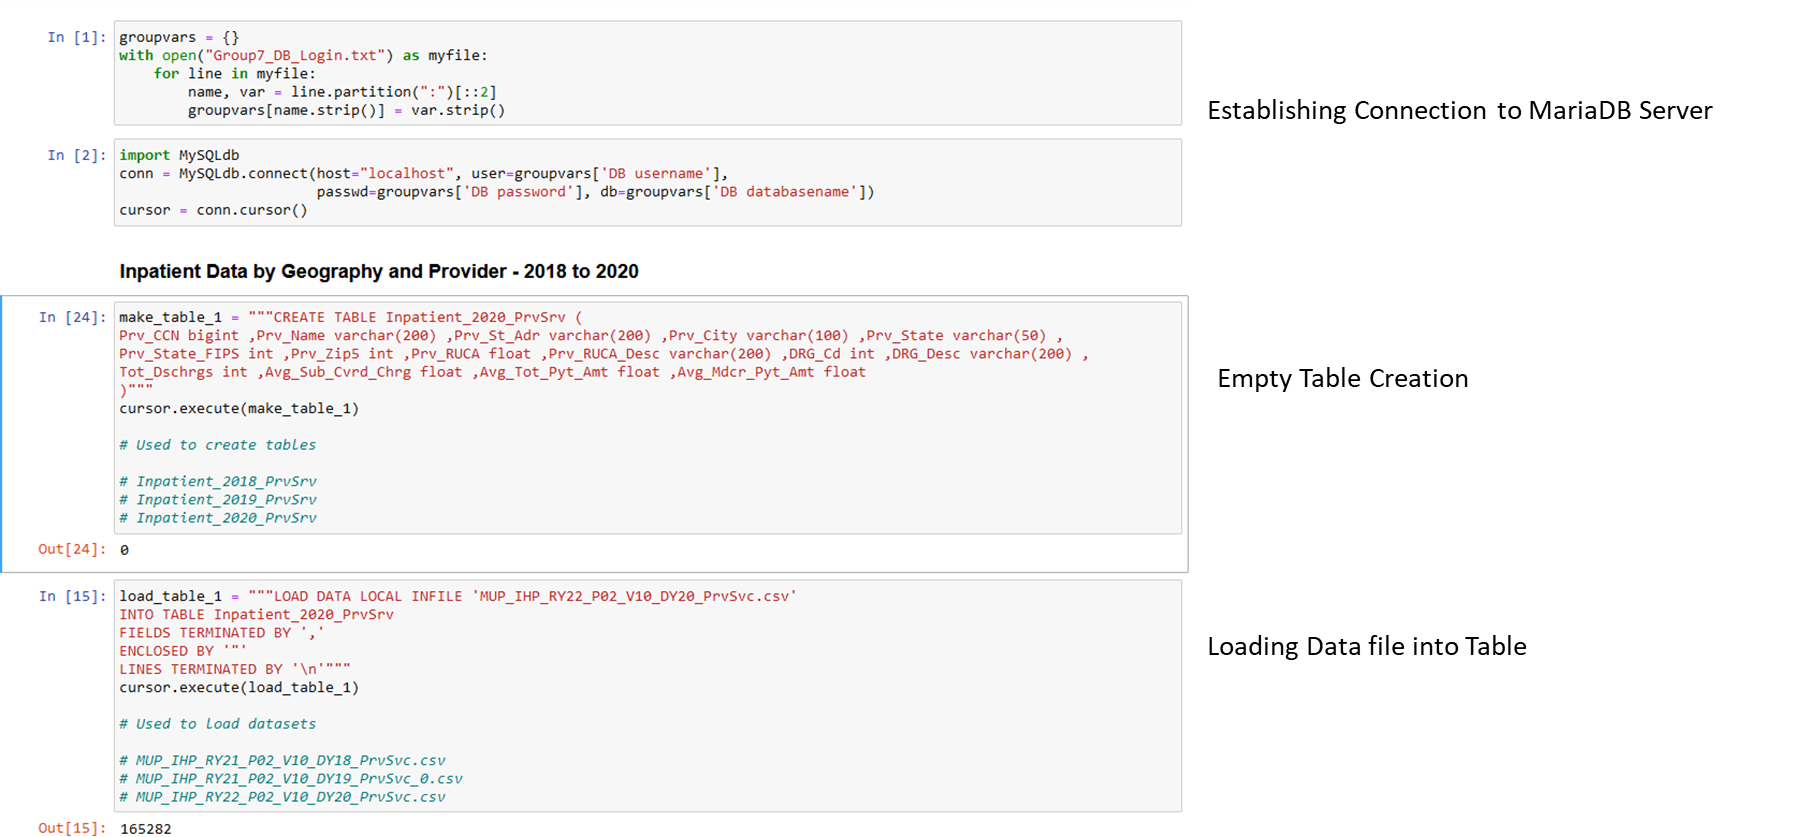 In [1]: groupvars = {}
with open("Group7_DB_Login.txt") as myfile:
    for line in myfile:
        name, var = line.partition(":")[::2]
        groupvars[name.strip()] = var.strip()
Establishing Connection to MariaDB Server
In [2]: import MySQLdb
conn = MySQLdb.connect(host="localhost", user=groupvars['DB username'],
                       passwd=groupvars['DB password'], db=groupvars['DB databasename'])
cursor = conn.cursor()
Inpatient Data by Geography and Provider - 2018 to 2020
In [24]: make_table_1 = """CREATE TABLE Inpatient_2020_PrvSrv (
Prv_CCN bigint ,Prv_Name varchar(200) ,Prv_St_Adr varchar(200) ,Prv_City varchar(100) ,Prv_State varchar(50) ,
Prv_State_FIPS int ,Prv_Zip5 int ,Prv_RUCA float ,Prv_RUCA_Desc varchar(200) ,DRG_Cd int ,DRG_Desc varchar(200) ,
Tot_Dschrgs int ,Avg_Sub_Cvrd_Chrg float ,Avg_Tot_Pyt_Amt float ,Avg_Mdcr_Pyt_Amt float
)"""
cursor.execute(make_table_1)
Empty Table Creation
# Used to create tables
# Inpatient_2018_PrvSrv
# Inpatient_2019_PrvSrv
# Inpatient_2020_PrvSrv
Out[24]: 0
In [15]: load_table_1 = """LOAD DATA LOCAL INFILE 'MUP_IHP_RY22_P02_V10_DY20_PrvSvc.csv'
INTO TABLE Inpatient_2020_PrvSrv
FIELDS TERMINATED BY ','
ENCLOSED BY '"'
LINES TERMINATED BY '\n'"""
cursor.execute(load_table_1)
Loading Data file into Table
# Used to Load datasets
# MUP_IHP_RY21_P02_V10_DY18_PrvSvc.csv
# MUP_IHP_RY21_P02_V10_DY19_PrvSvc_0.csv
# MUP_IHP_RY22_P02_V10_DY20_PrvSvc.csv
Out[15]: 165282